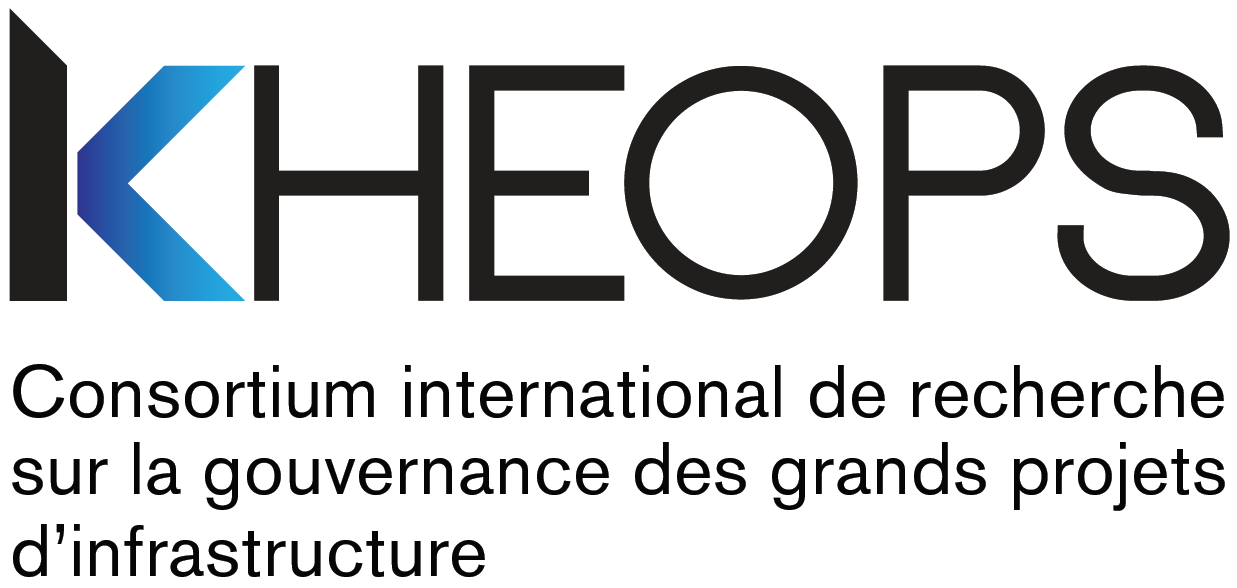 KHEOPS
Consortium international de recherche
sur la gouvernance des grands projets
d’infrastructure